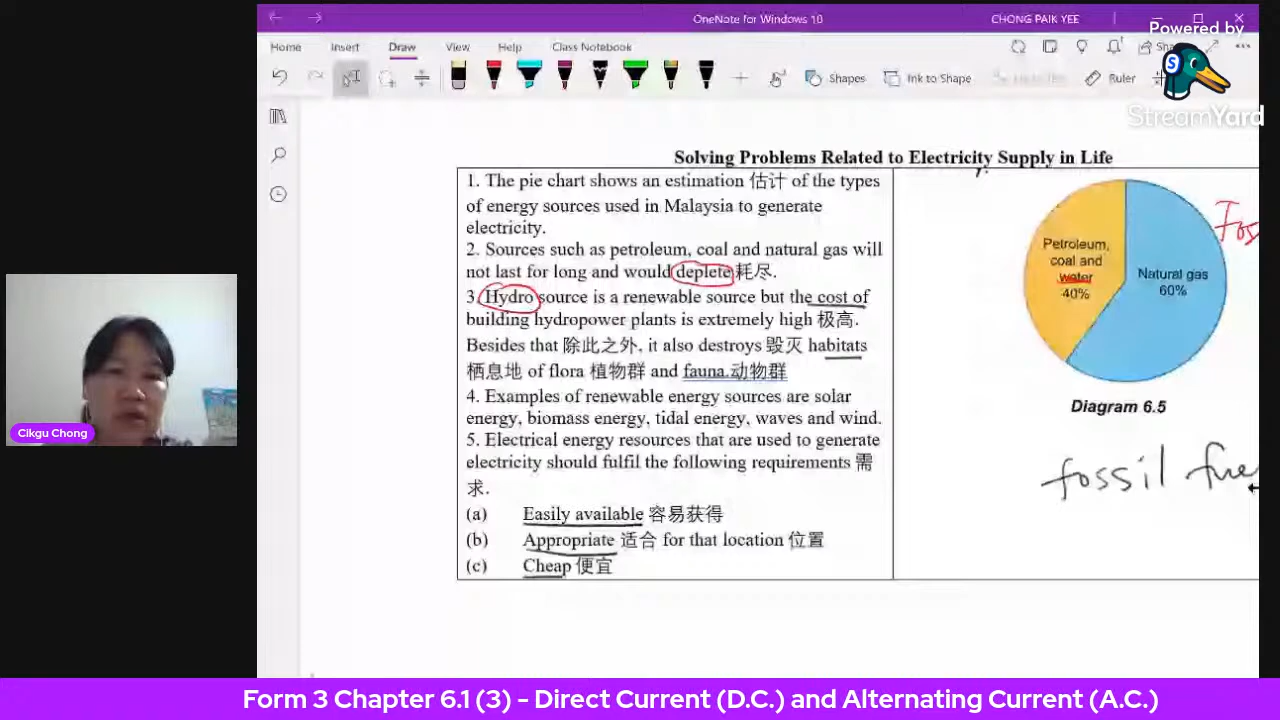 OneNote for Windows 10
CHONG PAIK YEE
Powered by
StreamYard
Home Insert Draw View Help Class Notebook
Shapes Ink to Shape Ruler
Solving Problems Related to Electricity Supply in Life
1. The pie chart shows an estimation 估计 of the types
of energy sources used in Malaysia to generate
electricity.
2. Sources such as petroleum, coal and natural gas will
not last for long and would deplete 耗尽.
3. Hydro source is a renewable source but the cost of
building hydropower plants is extremely high 极高.
Besides that 除此之外, it also destroys 毁灭 habitats
栖息地 of flora 植物群 and fauna.动物群
4. Examples of renewable energy sources are solar
energy, biomass energy, tidal energy, waves and wind.
5. Electrical energy resources that are used to generate
electricity should fulfil the following requirements 需
求.
(a) Easily available 容易获得
(b) Appropriate 适合 for that location 位置
(c) Cheap 便宜
Petroleum,
coal and
water
40%
Natural gas
60%
Fos
Diagram 6.5
fossil fue
Cikgu Chong
Form 3 Chapter 6.1 (3) - Direct Current (D.C.) and Alternating Current (A.C.)